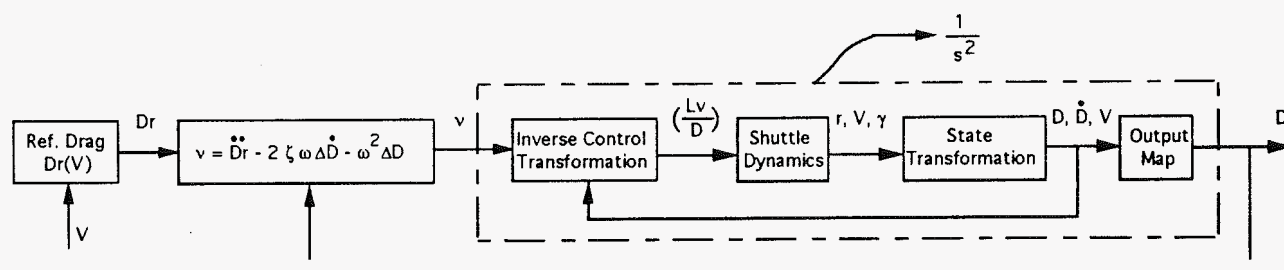 1
s²
Dr
ν
(Lv
D)
r, V, γ
D, Ḋ, V
D
Ref. Drag
Dr(V)
ν = D̈r - 2 ζ ω ΔḊ - ω² ΔD
Inverse Control
Transformation
Shuttle
Dynamics
State
Transformation
Output
Map
V